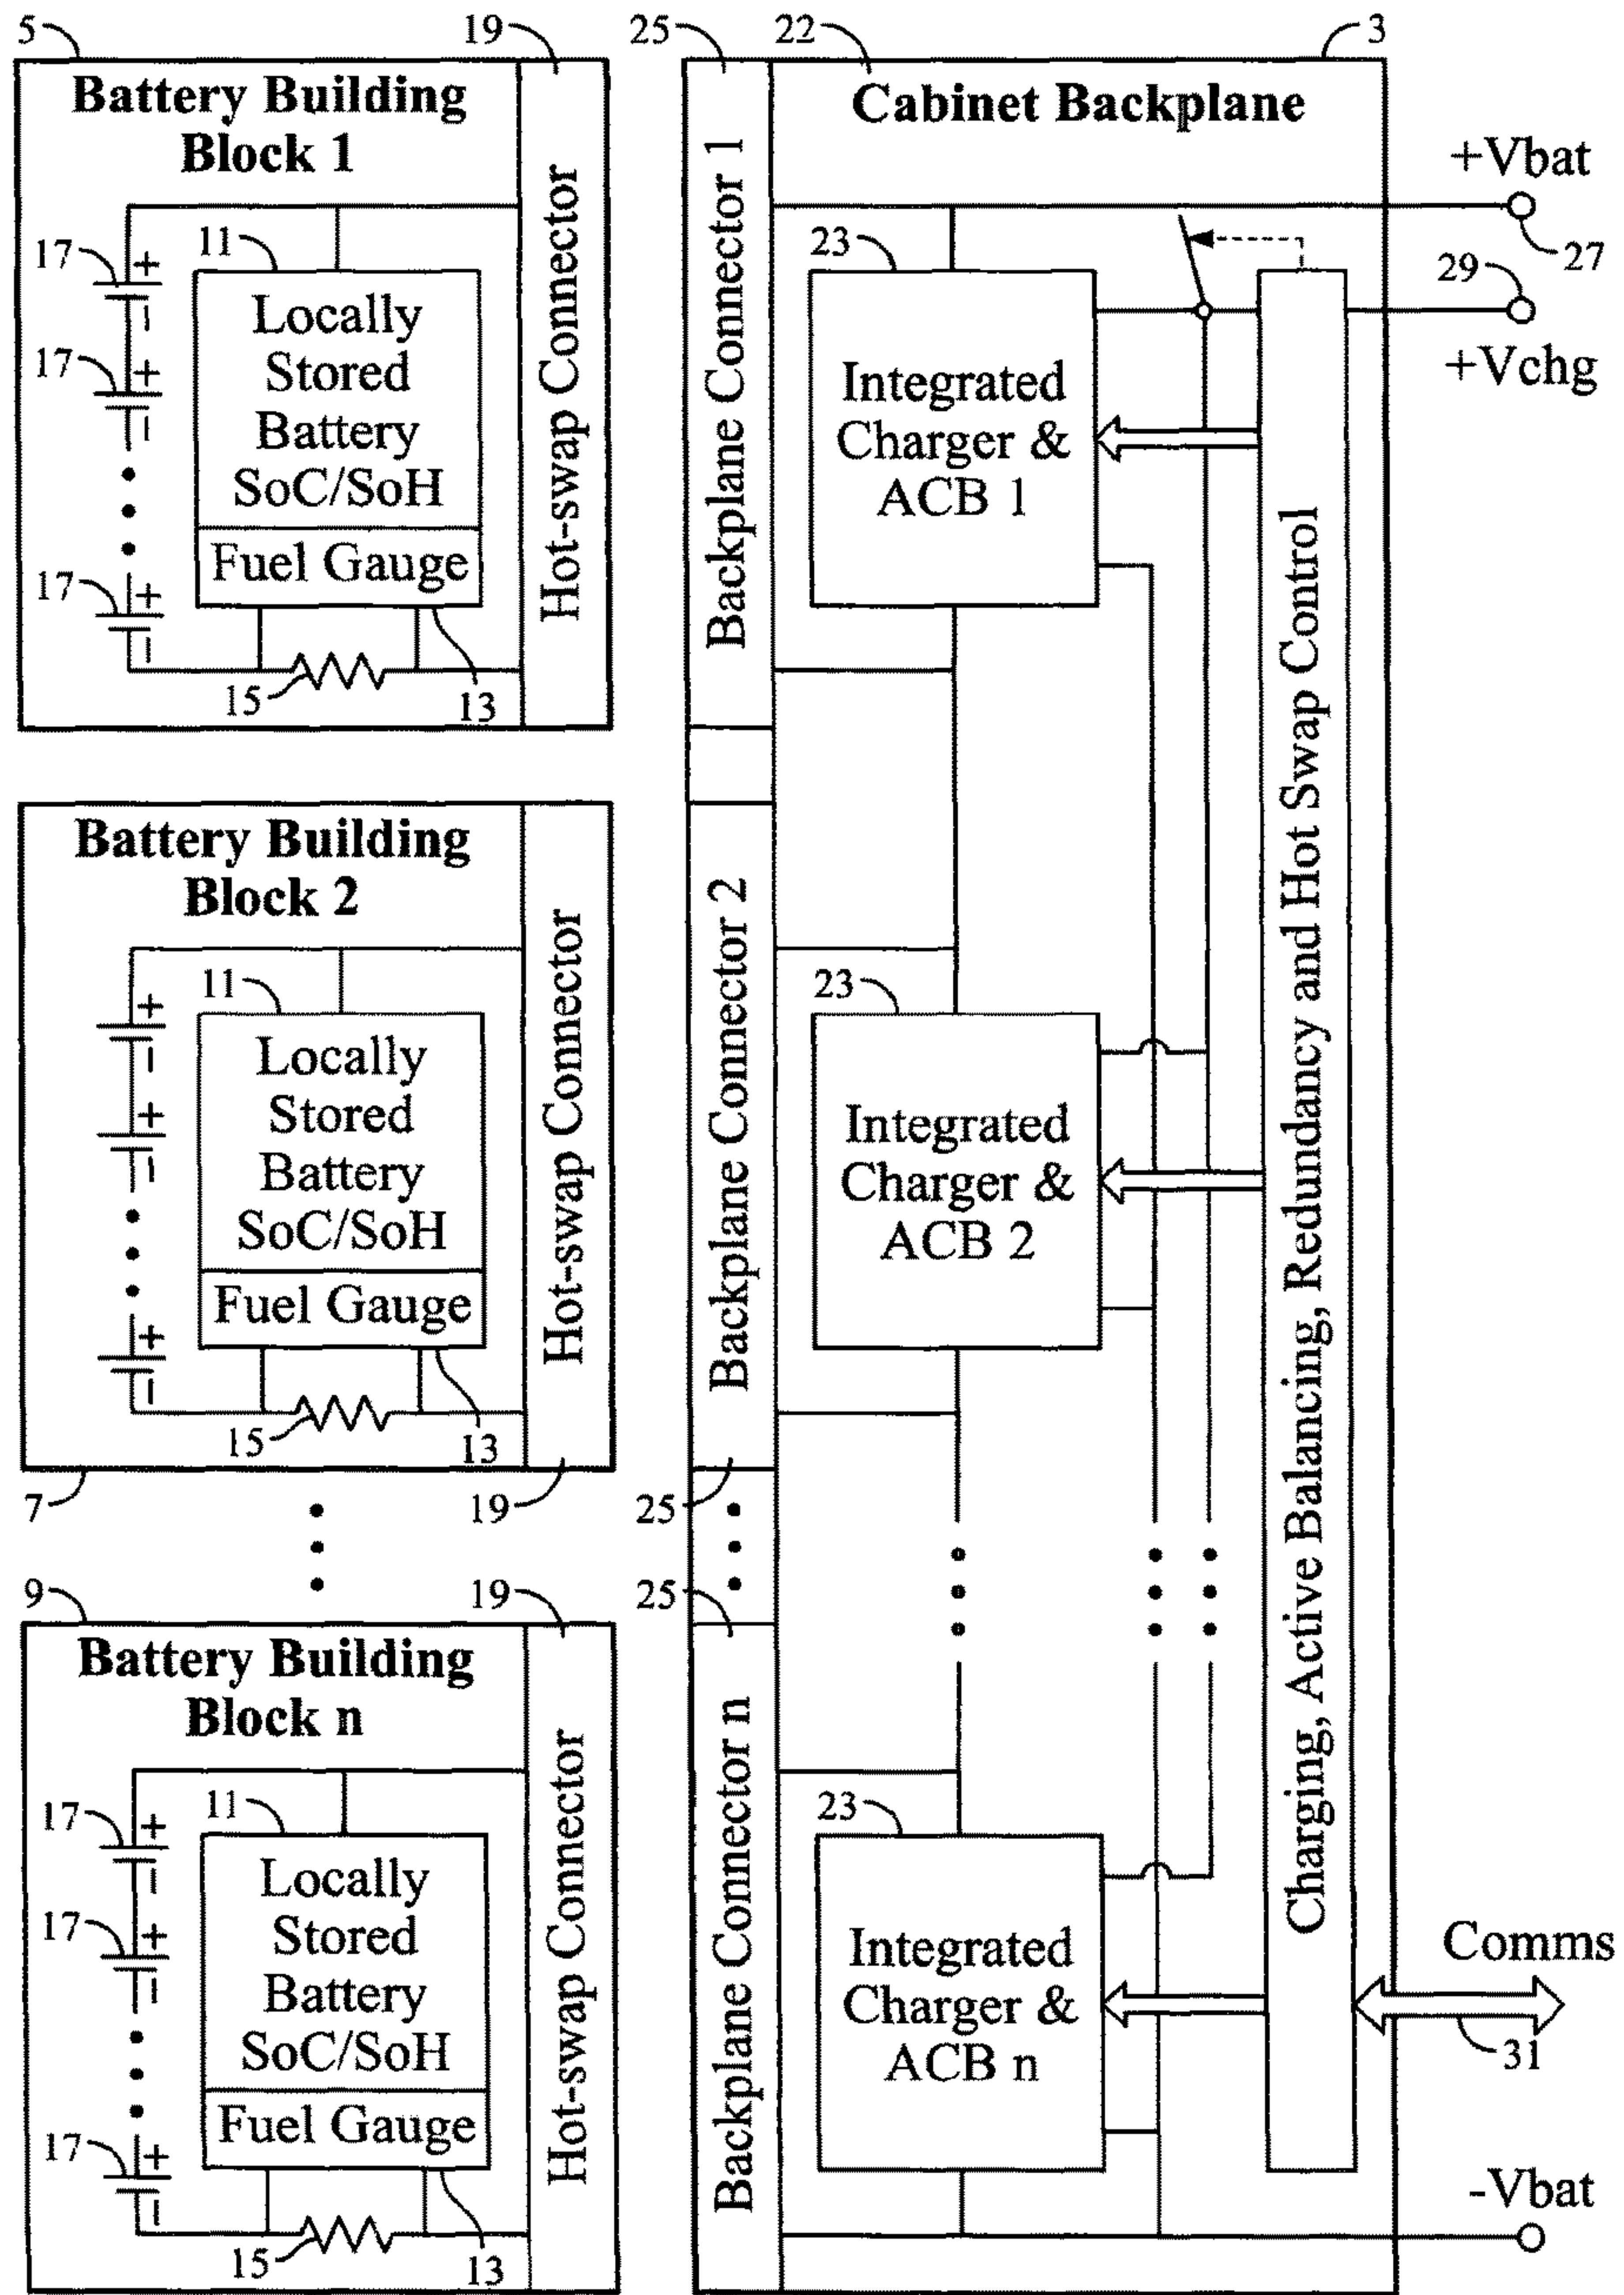 5
19
25
22
3
Battery Building
Block 1
Hot-swap Connector
Backplane Connector 1
Cabinet Backplane
+Vbat
27
29
+Vchg
17
+
−
17
+
−
17
+
−
11
Locally
Stored
Battery
SoC/SoH
Fuel Gauge
15
13
23
Integrated
Charger &
ACB 1
Charging, Active Balancing, Redundancy and Hot Swap Control
Battery Building
Block 2
Hot-swap Connector
Backplane Connector 2
+
−
+
−
+
−
11
Locally
Stored
Battery
SoC/SoH
Fuel Gauge
15
13
23
Integrated
Charger &
ACB 2
7
19
25
9
19
25
Battery Building
Block n
Hot-swap Connector
Backplane Connector n
17
+
−
17
+
−
17
+
−
11
Locally
Stored
Battery
SoC/SoH
Fuel Gauge
15
13
23
Integrated
Charger &
ACB n
Comms
31
-Vbat